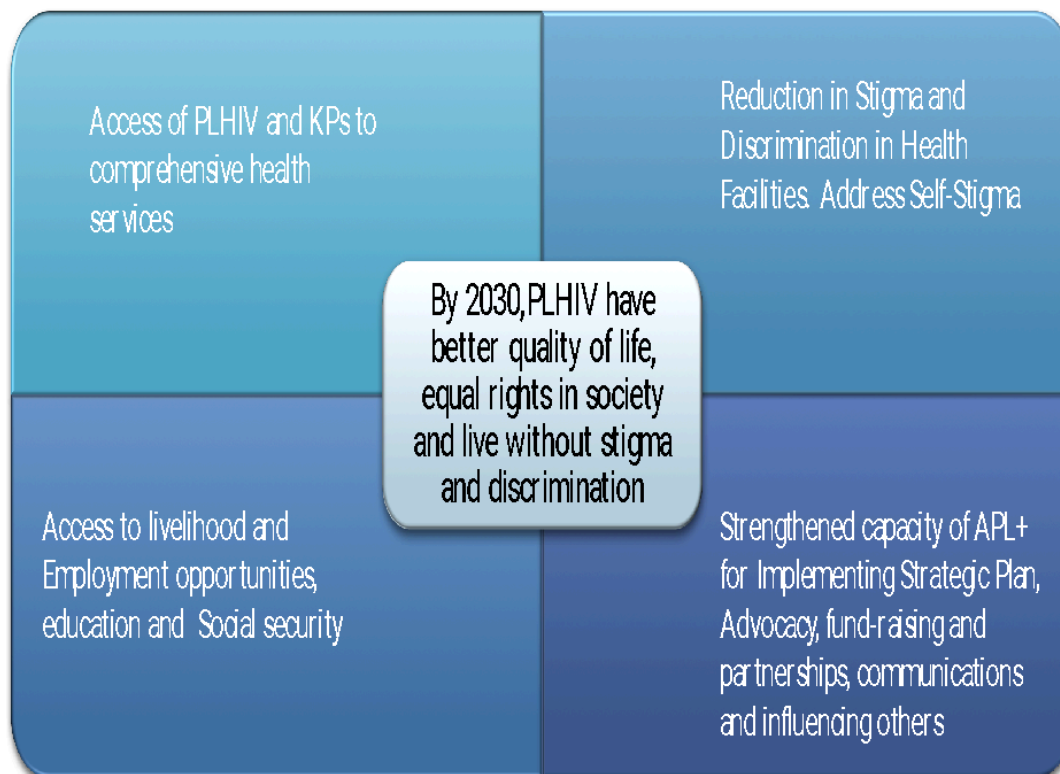 Access of PLHIV and KPs to
comprehensive health
services
Reduction in Stigma and
Discrimination in Health
Facilities. Address Self-Stigma
By 2030,PLHIV have
better quality of life,
equal rights in society
and live without stigma
and discrimination
Access to livelihood and
Employment opportunities,
education and Social security
Strengthened capacity of APL+
for Implementing Strategic Plan,
Advocacy, fund-raising and
partnerships, communications
and influencing others